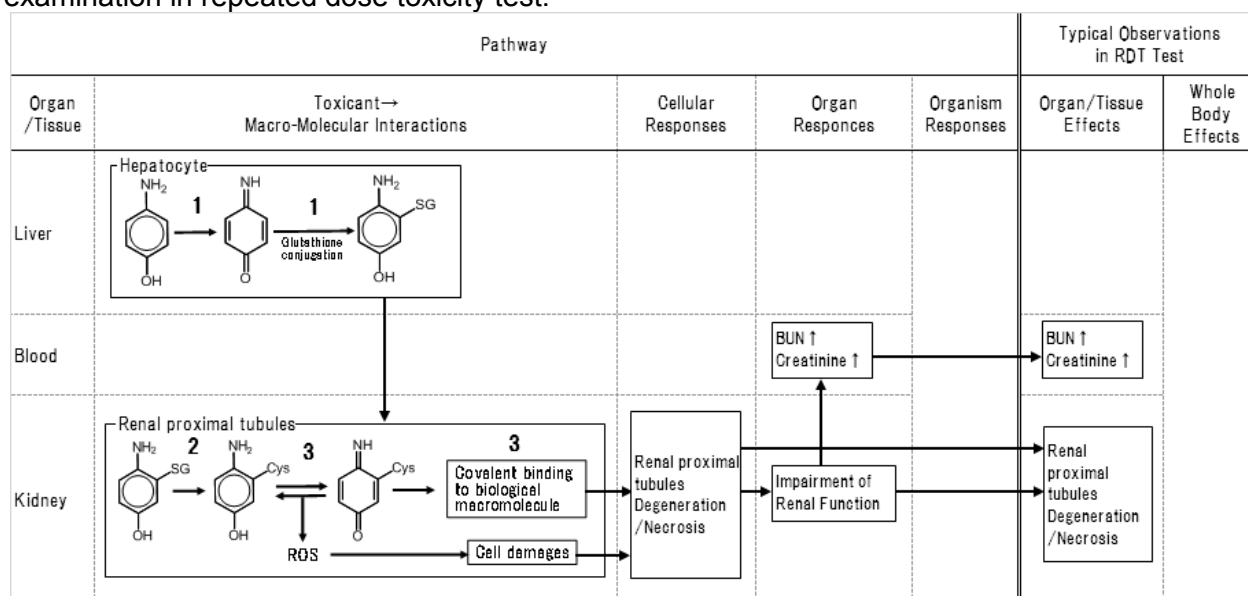 examination in repeated dose toxicity test.
Pathway
Typical Observations
in RDT Test
Organ
/Tissue
Toxicant→
Macro-Molecular Interactions
Cellular
Responses
Organ
Responces
Organism
Responses
Organ/Tissue
Effects
Whole
Body
Effects
Liver
Hepatocyte
NH2
OH
1
NH
O
1
Glutathione
conjugation
NH2
SG
OH
Blood
BUN ↑
Creatinine ↑
BUN ↑
Creatinine ↑
Kidney
Renal proximal tubules
NH2
SG
OH
2
NH2
Cys
OH
3
NH
Cys
O
3
Covalent binding
to biological
macromolecule
ROS
Cell damages
Renal proximal
tubules
Degeneration
/Necrosis
Impairment of
Renal Function
Renal
proximal
tubules
Degeneration
/Necrosis